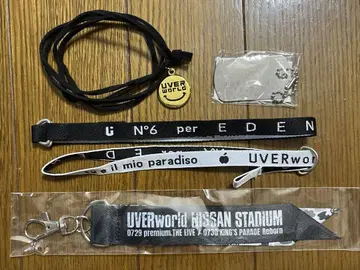 UVER
WORLD
U Nº6 per EDEN
e il mio paradiso UVERwor
UVERworld NISSAN STADIUM
0729 premium THE LIVE / 0730 KING'S PARADE Reborn